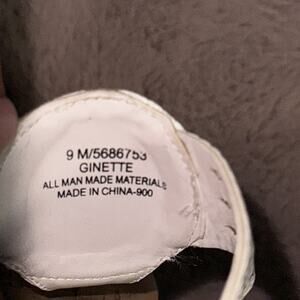 9 M/5686753
GINETTE
ALL MAN MADE MATERIALS
MADE IN CHINA-900